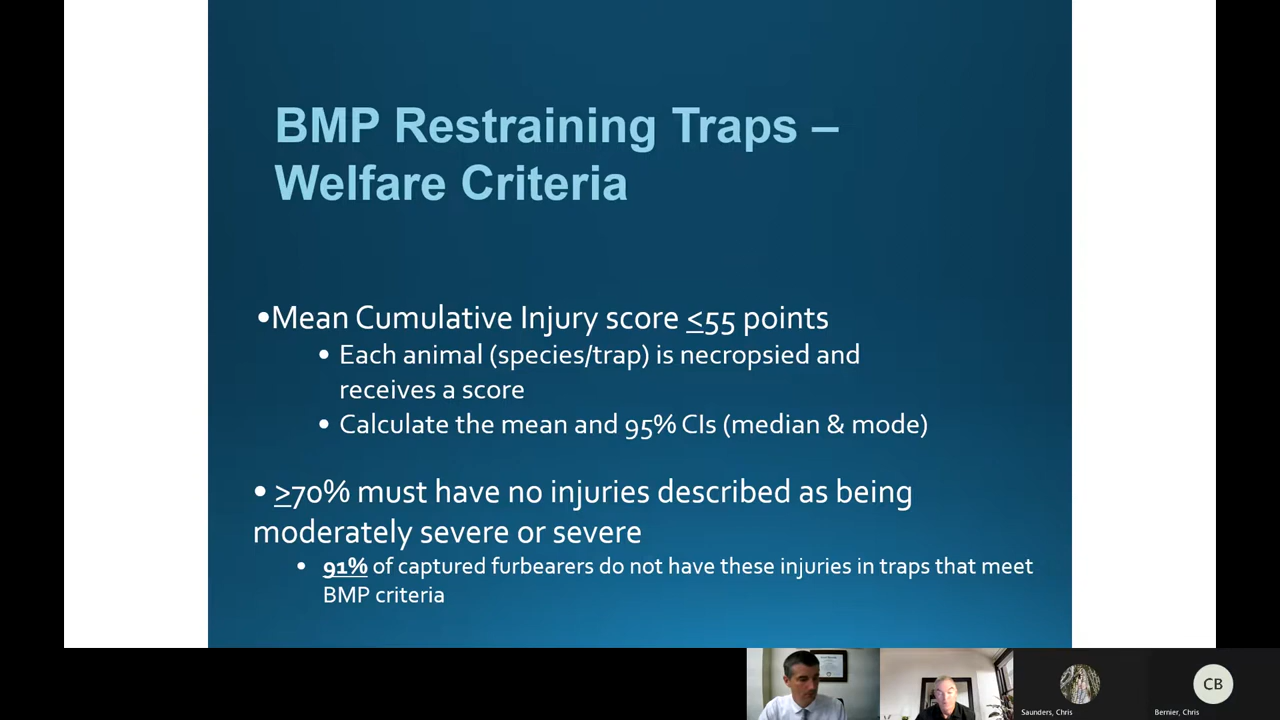 BMP Restraining Traps –
Welfare Criteria
•Mean Cumulative Injury score ≤55 points
• Each animal (species/trap) is necropsied and
receives a score
• Calculate the mean and 95% CIs (median & mode)
• ≥70% must have no injuries described as being
moderately severe or severe
• 91% of captured furbearers do not have these injuries in traps that meet
BMP criteria
CB
Saunders, Chris
Bernier, Chris